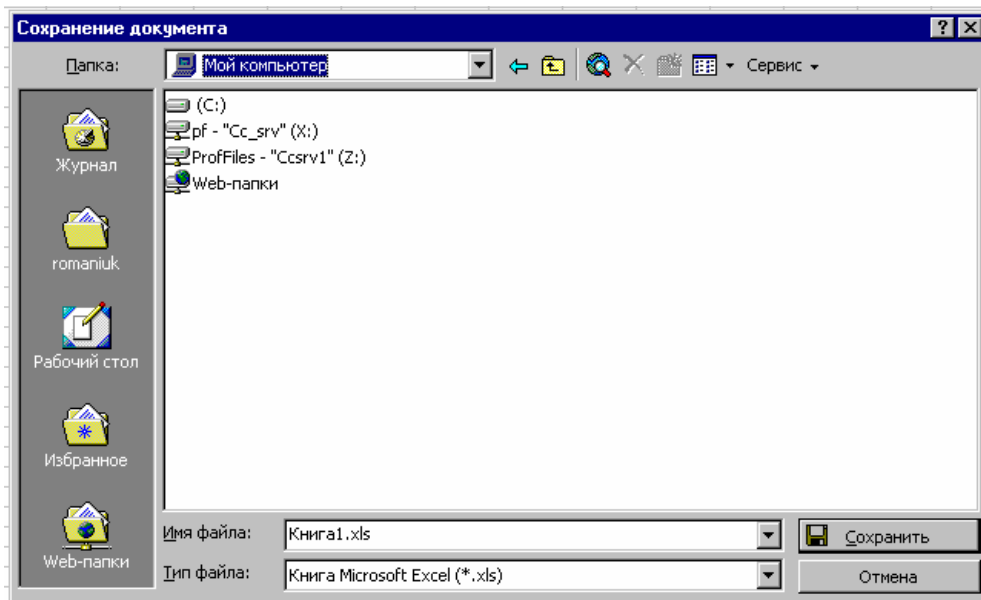 Сохранение документа
Папка: Мой компьютер Сервис
Журнал
romaniuk
Рабочий стол
Избранное
Web-папки
(C:)
pf - "Cc_srv" (X:)
ProfFiles - "Ccsrv1" (Z:)
Web-папки
Имя файла: Книга1.xls Сохранить
Тип файла: Книга Microsoft Excel (*.xls) Отмена